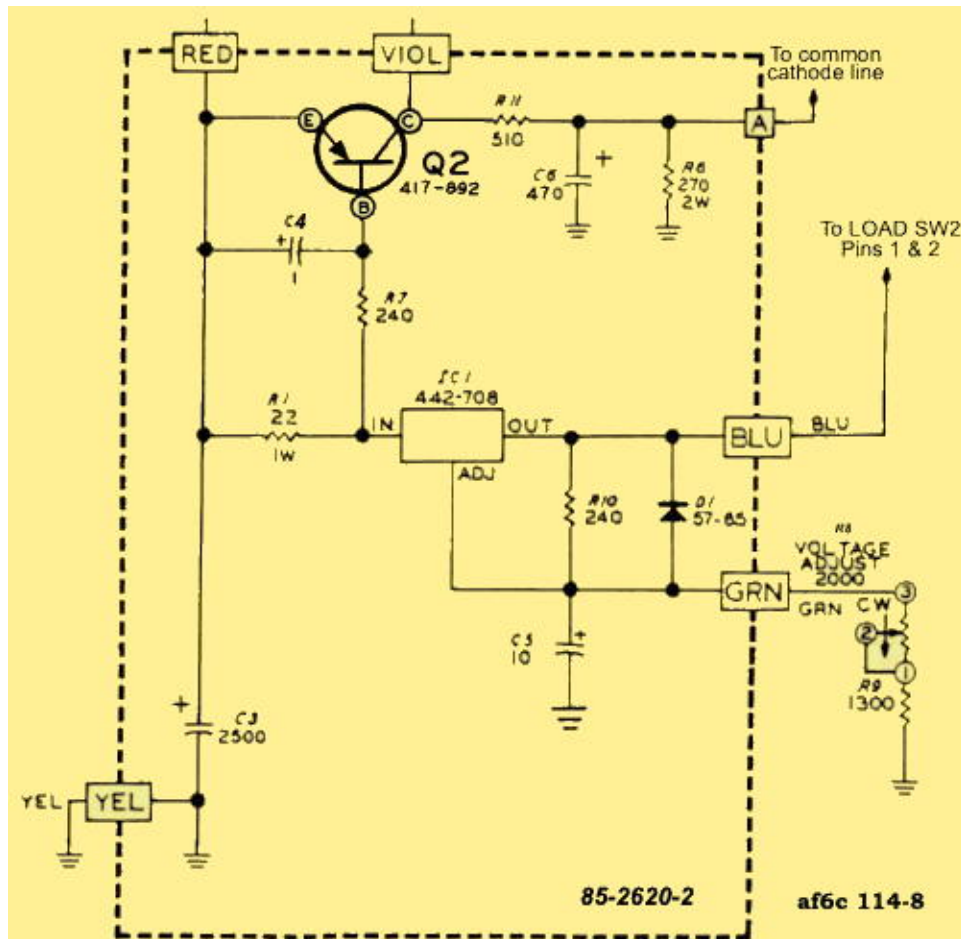 RED
VIOL
To common
cathode line
E
C
R11
510
A
Q2
417-892
B
+
C6
470
R6
270
2W
C4
+
1
To LOAD SW2
Pins 1 & 2
R7
240
IC1
442-708
R1
22
1W
IN
OUT
ADJ
BLU
BLU
R10
240
D1
57-65
R8
VOLTAGE
ADJUST
2000
GRN
GRN
CW
3
2
1
C5
10
+
R9
1300
+
C3
2500
YEL
YEL
85-2620-2
af6c 114-8